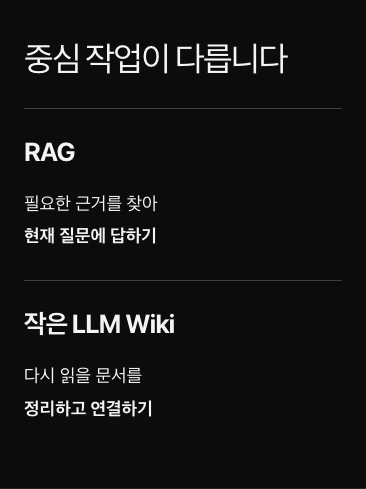 중심 작업이 다릅니다
RAG
필요한 근거를 찾아
현재 질문에 답하기
작은 LLM Wiki
다시 읽을 문서를
정리하고 연결하기